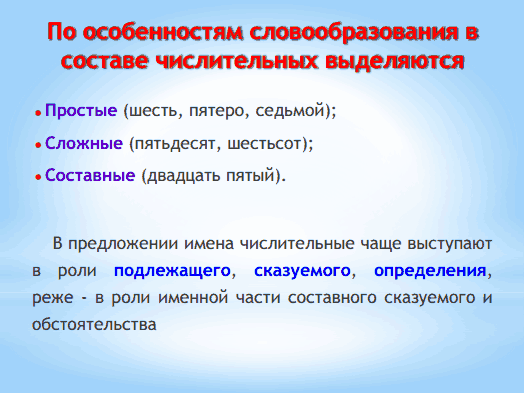 По особенностям словообразования в
составе числительных выделяются
• Простые (шесть, пятеро, седьмой);
• Сложные (пятьдесят, шестьсот);
• Составные (двадцать пятый).
В предложении имена числительные чаще выступают
в роли подлежащего, сказуемого, определения,
реже - в роли именной части составного сказуемого и
обстоятельства